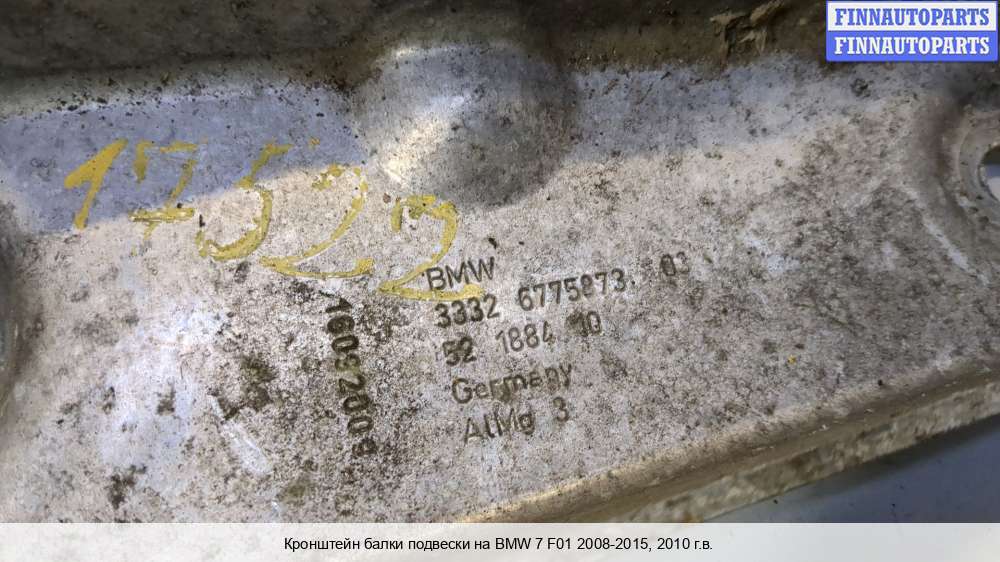 FINNAUTOPARTS
FINNAUTOPARTS
17522
BMW
3332 6775873. 03
52 1884 10
Germany
AlMg 3
16032009
Кронштейн балки подвески на BMW 7 F01 2008-2015, 2010 г.в.